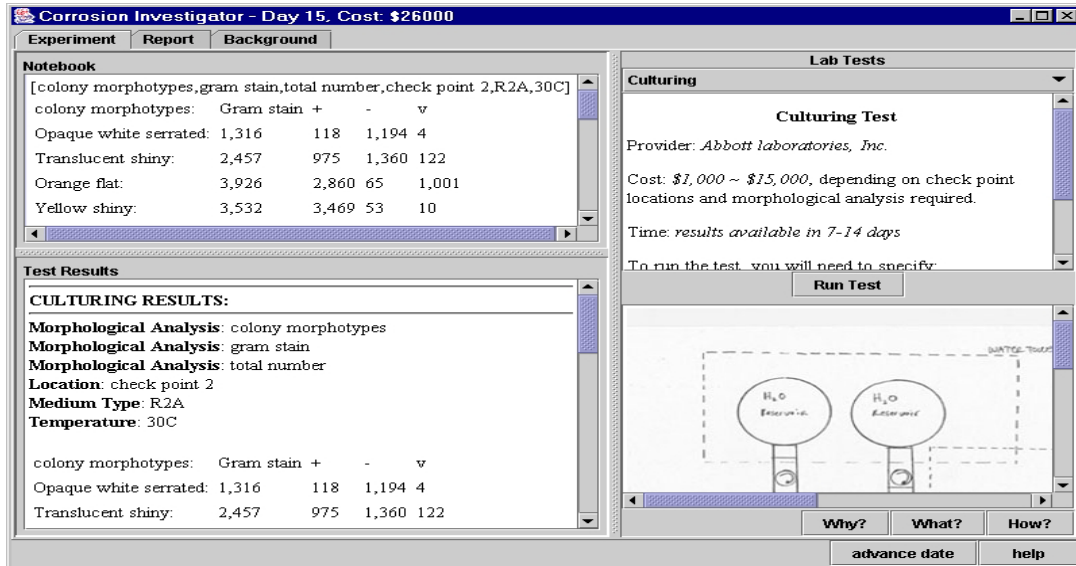 Corrosion Investigator - Day 15, Cost: $26000
Experiment Report Background
Notebook
[colony morphotypes,gram stain,total number,check point 2,R2A,30C]
colony morphotypes: Gram stain + - v
Opaque white serrated: 1,316 118 1,194 4
Translucent shiny: 2,457 975 1,360 122
Orange flat: 3,926 2,860 65 1,001
Yellow shiny: 3,532 3,469 53 10
Test Results
CULTURING RESULTS:
Morphological Analysis: colony morphotypes
Morphological Analysis: gram stain
Morphological Analysis: total number
Location: check point 2
Medium Type: R2A
Temperature: 30C
colony morphotypes: Gram stain + - v
Opaque white serrated: 1,316 118 1,194 4
Translucent shiny: 2,457 975 1,360 122
Lab Tests
Culturing
Culturing Test
Provider: Abbott laboratories, Inc.
Cost: $1,000 ~ $15,000, depending on check point
locations and morphological analysis required.
Time: results available in 7-14 days
To run the test, you will need to specify:
Run Test
WATER
H2O
Reservoir
H2O
Reservoir
Why? What? How?
advance date help